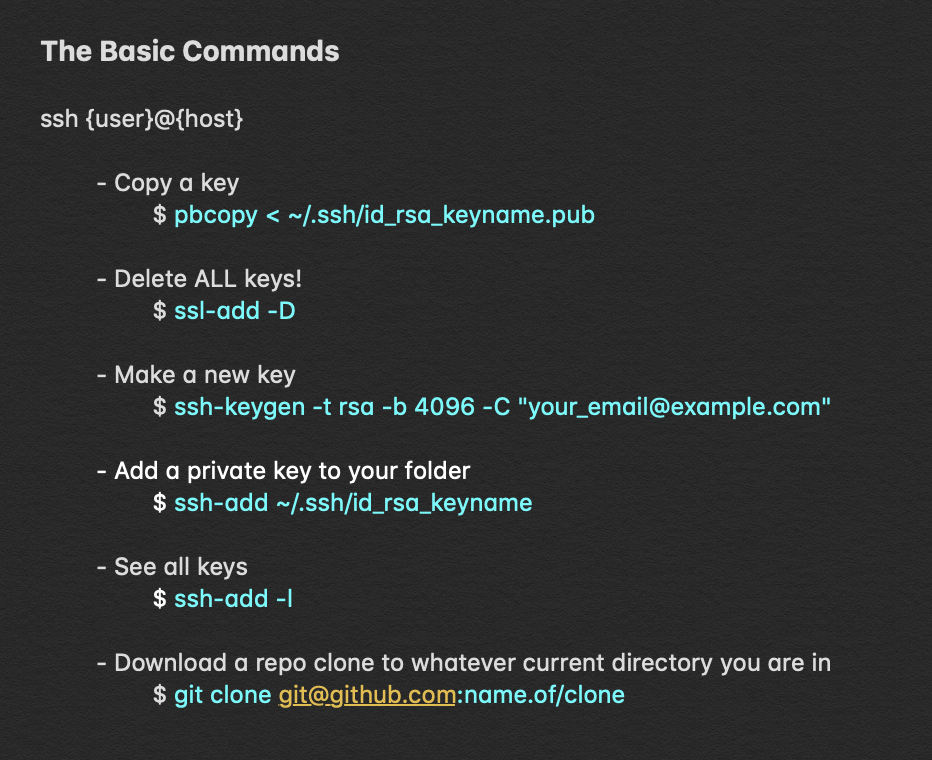 The Basic Commands
ssh {user}@{host}
- Copy a key
$ pbcopy < ~/.ssh/id_rsa_keyname.pub
- Delete ALL keys!
$ ssl-add -D
- Make a new key
$ ssh-keygen -t rsa -b 4096 -C "your_email@example.com"
- Add a private key to your folder
$ ssh-add ~/.ssh/id_rsa_keyname
- See all keys
$ ssh-add -l
- Download a repo clone to whatever current directory you are in
$ git clone git@github.com:name.of/clone